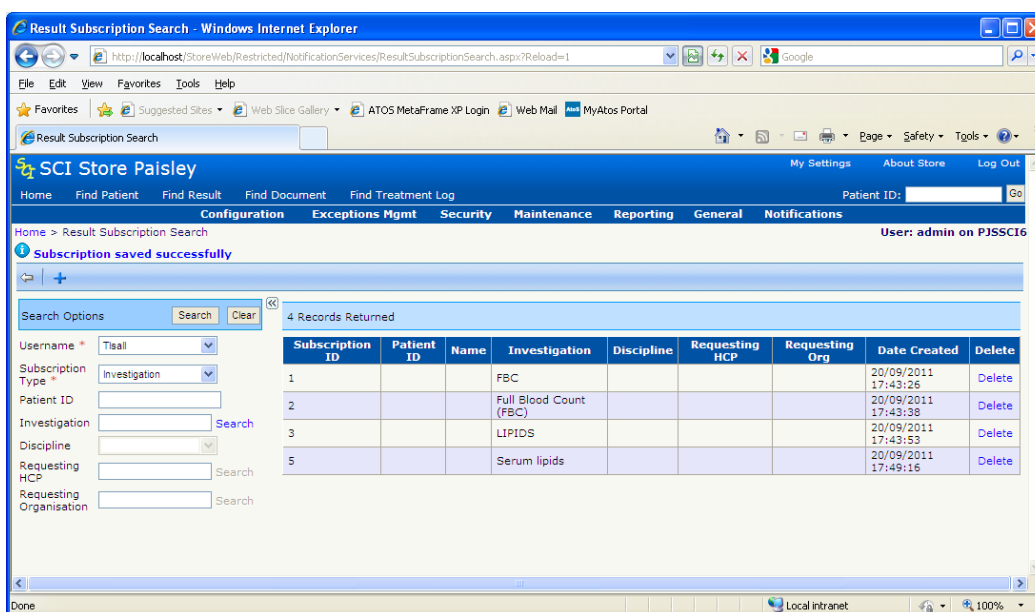 Result Subscription Search - Windows Internet Explorer
http://localhost/StoreWeb/Restricted/NotificationServices/ResultSubscriptionSearch.aspx?Reload=1
Google
File Edit View Favorites Tools Help
Favorites Suggested Sites Web Slice Gallery ATOS MetaFrame XP Login Web Mail Atos MyAtos Portal
Result Subscription Search Page Safety Tools
SCI Store Paisley My Settings About Store Log Out
Home Find Patient Find Result Find Document Find Treatment Log Patient ID: Go
Configuration Exceptions Mgmt Security Maintenance Reporting General Notifications
Home > Result Subscription Search User: admin on PJSSCI6
Subscription saved successfully
Search Options Search Clear
Username * Tisall
Subscription
Type * Investigation
Patient ID
Investigation Search
Discipline
Requesting
HCP Search
Requesting
Organisation Search
4 Records Returned
Subscription ID Patient ID Name Investigation Discipline Requesting HCP Requesting Org Date Created Delete
1 FBC 20/09/2011 17:43:26 Delete
2 Full Blood Count (FBC) 20/09/2011 17:43:38 Delete
3 LIPIDS 20/09/2011 17:43:53 Delete
5 Serum lipids 20/09/2011 17:49:16 Delete
Done Local intranet 100%